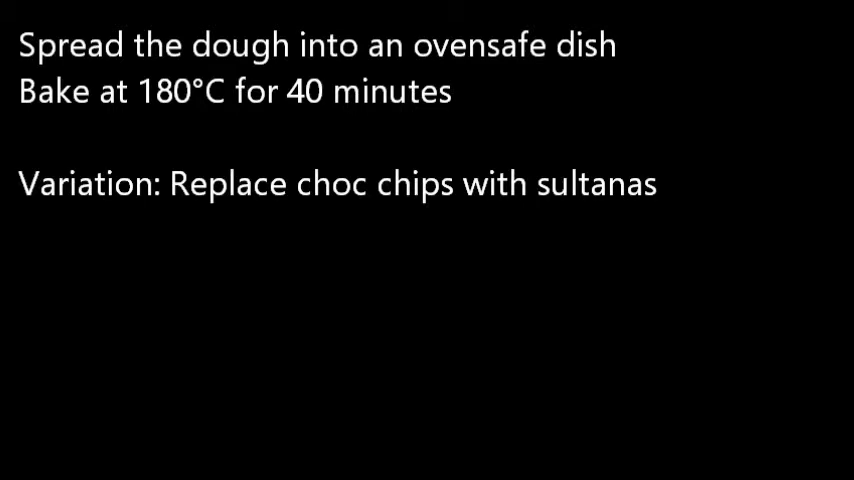 Spread the dough into an ovensafe dish
Bake at 180°C for 40 minutes
Variation: Replace choc chips with sultanas